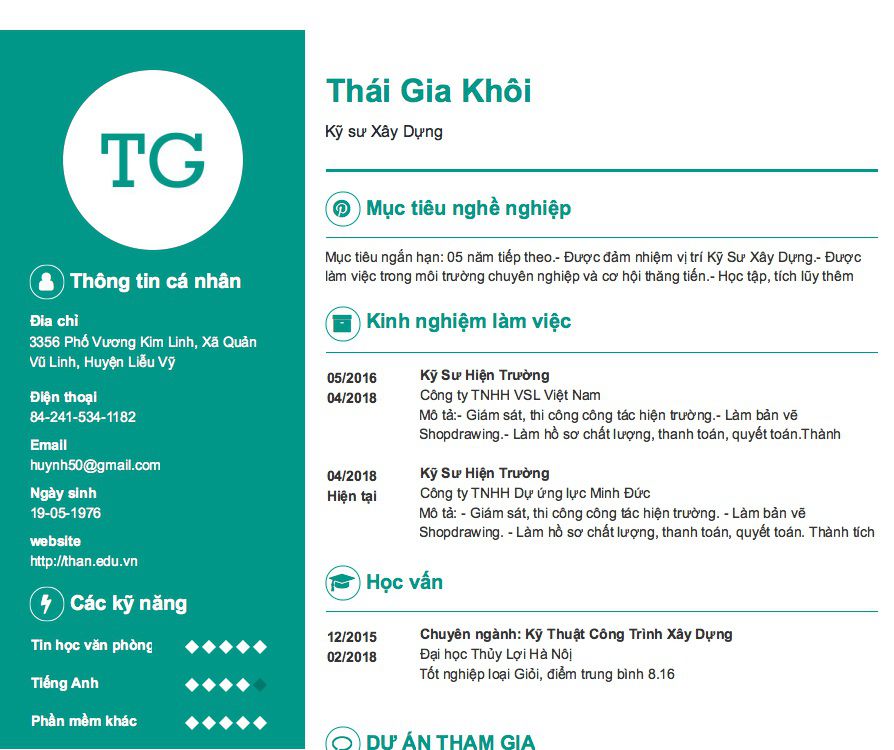 TG
Thông tin cá nhân
Địa chỉ
3356 Phố Vương Kim Linh, Xã Quản
Vũ Linh, Huyện Liễu Vỹ
Điện thoại
84-241-534-1182
Email
huynh50@gmail.com
Ngày sinh
19-05-1976
website
http://than.edu.vn
Các kỹ năng
Tin học văn phòng
Tiếng Anh
Phần mềm khác
Thái Gia Khôi
Kỹ sư Xây Dựng
Mục tiêu nghề nghiệp
Mục tiêu ngắn hạn: 05 năm tiếp theo.- Được đảm nhiệm vị trí Kỹ Sư Xây Dựng.- Được
làm việc trong môi trường chuyên nghiệp và cơ hội thăng tiến.- Học tập, tích lũy thêm
Kinh nghiệm làm việc
05/2016
04/2018
Kỹ Sư Hiện Trường
Công ty TNHH VSL Việt Nam
Mô tả:- Giám sát, thi công công tác hiện trường.- Làm bản vẽ
Shopdrawing.- Làm hồ sơ chất lượng, thanh toán, quyết toán.Thành
04/2018
Hiện tại
Kỹ Sư Hiện Trường
Công ty TNHH Dự ứng lực Minh Đức
Mô tả: - Giám sát, thi công công tác hiện trường. - Làm bản vẽ
Shopdrawing. - Làm hồ sơ chất lượng, thanh toán, quyết toán. Thành tích
Học vấn
12/2015
02/2018
Chuyên ngành: Kỹ Thuật Công Trình Xây Dựng
Đại học Thủy Lợi Hà Nội
Tốt nghiệp loại Giỏi, điểm trung bình 8.16
DỰ ÁN THAM GIA